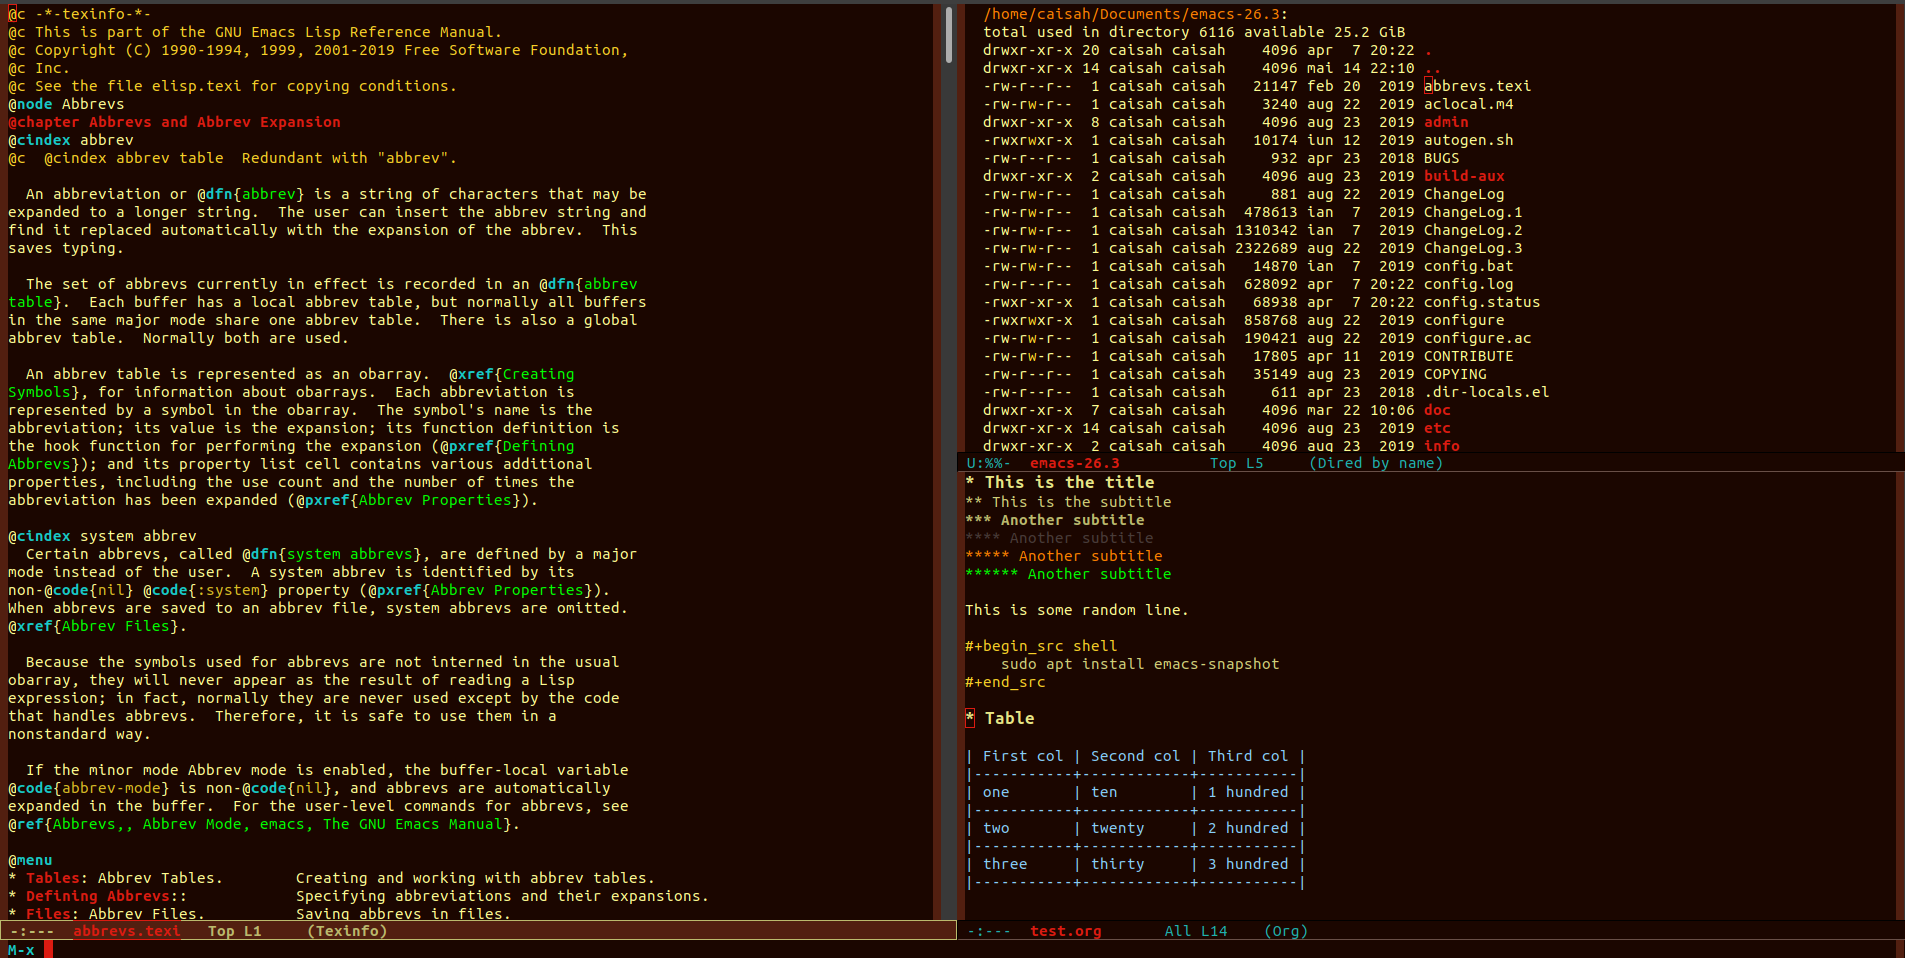 @c -*-texinfo-*-
@c This is part of the GNU Emacs Lisp Reference Manual.
@c Copyright (C) 1990-1994, 1999, 2001-2019 Free Software Foundation,
@c Inc.
@c See the file elisp.texi for copying conditions.
@node Abbrevs
@chapter Abbrevs and Abbrev Expansion
@cindex abbrev
@c  @cindex abbrev table  Redundant with "abbrev".

  An abbreviation or @dfn{abbrev} is a string of characters that may be
expanded to a longer string.  The user can insert the abbrev string and
find it replaced automatically with the expansion of the abbrev.  This
saves typing.

  The set of abbrevs currently in effect is recorded in an @dfn{abbrev
table}.  Each buffer has a local abbrev table, but normally all buffers
in the same major mode share one abbrev table.  There is also a global
abbrev table.  Normally both are used.

  An abbrev table is represented as an obarray.  @xref{Creating
Symbols}, for information about obarrays.  Each abbreviation is
represented by a symbol in the obarray.  The symbol's name is the
abbreviation; its value is the expansion; its function definition is
the hook function for performing the expansion (@pxref{Defining
Abbrevs}); and its property list cell contains various additional
properties, including the use count and the number of times the
abbreviation has been expanded (@pxref{Abbrev Properties}).

@cindex system abbrev
  Certain abbrevs, called @dfn{system abbrevs}, are defined by a major
mode instead of the user.  A system abbrev is identified by its
non-@code{nil} @code{:system} property (@pxref{Abbrev Properties}).
When abbrevs are saved to an abbrev file, system abbrevs are omitted.
@xref{Abbrev Files}.

  Because the symbols used for abbrevs are not interned in the usual
obarray, they will never appear as the result of reading a Lisp
expression; in fact, normally they are never used except by the code
that handles abbrevs.  Therefore, it is safe to use them in a
nonstandard way.

  If the minor mode Abbrev mode is enabled, the buffer-local variable
@code{abbrev-mode} is non-@code{nil}, and abbrevs are automatically
expanded in the buffer.  For the user-level commands for abbrevs, see
@ref{Abbrevs,, Abbrev Mode, emacs, The GNU Emacs Manual}.

@menu
* Tables: Abbrev Tables.        Creating and working with abbrev tables.
* Defining Abbrevs::            Specifying abbreviations and their expansions.
* Files: Abbrev Files.          Saving abbrevs in files.
-:---  abbrevs.texi   Top L1     (Texinfo)
M-x
/home/caisah/Documents/emacs-26.3:
total used in directory 6116 available 25.2 GiB
drwxr-xr-x 20 caisah caisah    4096 apr  7 20:22 .
drwxr-xr-x 14 caisah caisah    4096 mai 14 22:10 ..
-rw-r--r--  1 caisah caisah   21147 feb 20  2019 abbrevs.texi
-rw-rw-r--  1 caisah caisah    3240 aug 22  2019 aclocal.m4
drwxr-xr-x  8 caisah caisah    4096 aug 23  2019 admin
-rwxrwxr-x  1 caisah caisah   10174 iun 12  2019 autogen.sh
-rw-r--r--  1 caisah caisah     932 apr 23  2018 BUGS
drwxr-xr-x  2 caisah caisah    4096 aug 23  2019 build-aux
-rw-rw-r--  1 caisah caisah     881 aug 22  2019 ChangeLog
-rw-rw-r--  1 caisah caisah  478613 ian  7  2019 ChangeLog.1
-rw-rw-r--  1 caisah caisah 1310342 ian  7  2019 ChangeLog.2
-rw-rw-r--  1 caisah caisah 2322689 aug 22  2019 ChangeLog.3
-rw-rw-r--  1 caisah caisah   14870 ian  7  2019 config.bat
-rw-rw-r--  1 caisah caisah  628092 apr  7 20:22 config.log
-rwxr-xr-x  1 caisah caisah   68938 apr  7 20:22 config.status
-rwxrwxr-x  1 caisah caisah  858768 aug 22  2019 configure
-rw-rw-r--  1 caisah caisah  190421 aug 22  2019 configure.ac
-rw-rw-r--  1 caisah caisah   17805 apr 11  2019 CONTRIBUTE
-rw-r--r--  1 caisah caisah   35149 aug 23  2019 COPYING
-rw-r--r--  1 caisah caisah     611 apr 23  2018 .dir-locals.el
drwxr-xr-x  7 caisah caisah    4096 mar 22 10:06 doc
drwxr-xr-x 14 caisah caisah    4096 aug 23  2019 etc
drwxr-xr-x  2 caisah caisah    4096 aug 23  2019 info
U:%%-  emacs-26.3          Top L5     (Dired by name)
* This is the title
** This is the subtitle
*** Another subtitle
**** Another subtitle
***** Another subtitle
****** Another subtitle

This is some random line.

#+begin_src shell
    sudo apt install emacs-snapshot
#+end_src

* Table

| First col | Second col | Third col |
|-----------+------------+-----------|
| one       | ten        | 1 hundred |
|-----------+------------+-----------|
| two       | twenty     | 2 hundred |
|-----------+------------+-----------|
| three     | thirty     | 3 hundred |
|-----------+------------+-----------|
-:---  test.org       All L14    (Org)